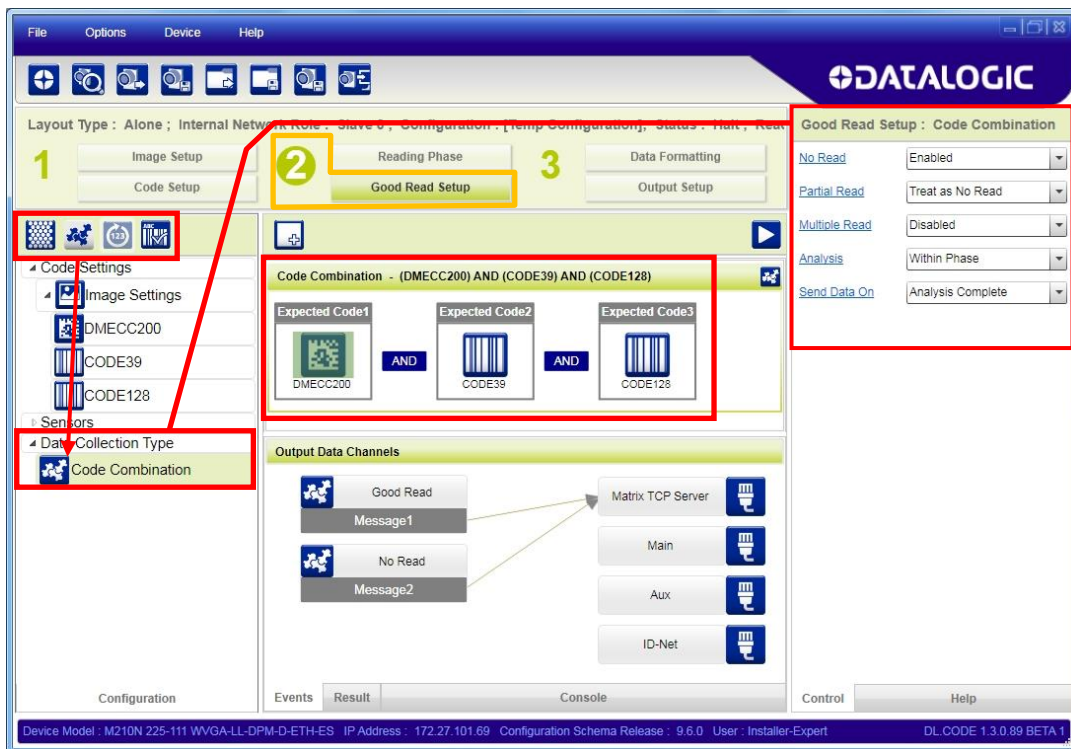 File Options Device Help
DATALOGIC
Layout Type : Alone ; Internal Network Role : Slave 0 ; Configuration : [Temp Configuration]; Status : Halt ;
1
Image Setup
Code Setup
2
Reading Phase
Good Read Setup
3
Data Formatting
Output Setup
123
ABC
Code Settings
Image Settings
DMECC200
CODE39
CODE128
Sensors
Data Collection Type
Code Combination
Configuration
Code Combination - (DMECC200) AND (CODE39) AND (CODE128)
Expected Code1 Expected Code2 Expected Code3
AND AND
DMECC200 CODE39 CODE128
Output Data Channels
Good Read
Message1
No Read
Message2
Matrix TCP Server
Main
Aux
ID-Net
Events Result Console
Good Read Setup : Code Combination
No Read Enabled
Partial Read Treat as No Read
Multiple Read Disabled
Analysis Within Phase
Send Data On Analysis Complete
Control Help
Device Model : M210N 225-111 WVGA-LL-DPM-D-ETH-ES IP Address : 172.27.101.69 Configuration Schema Release : 9.6.0 User : Installer-Expert DL.CODE 1.3.0.89 BETA 1